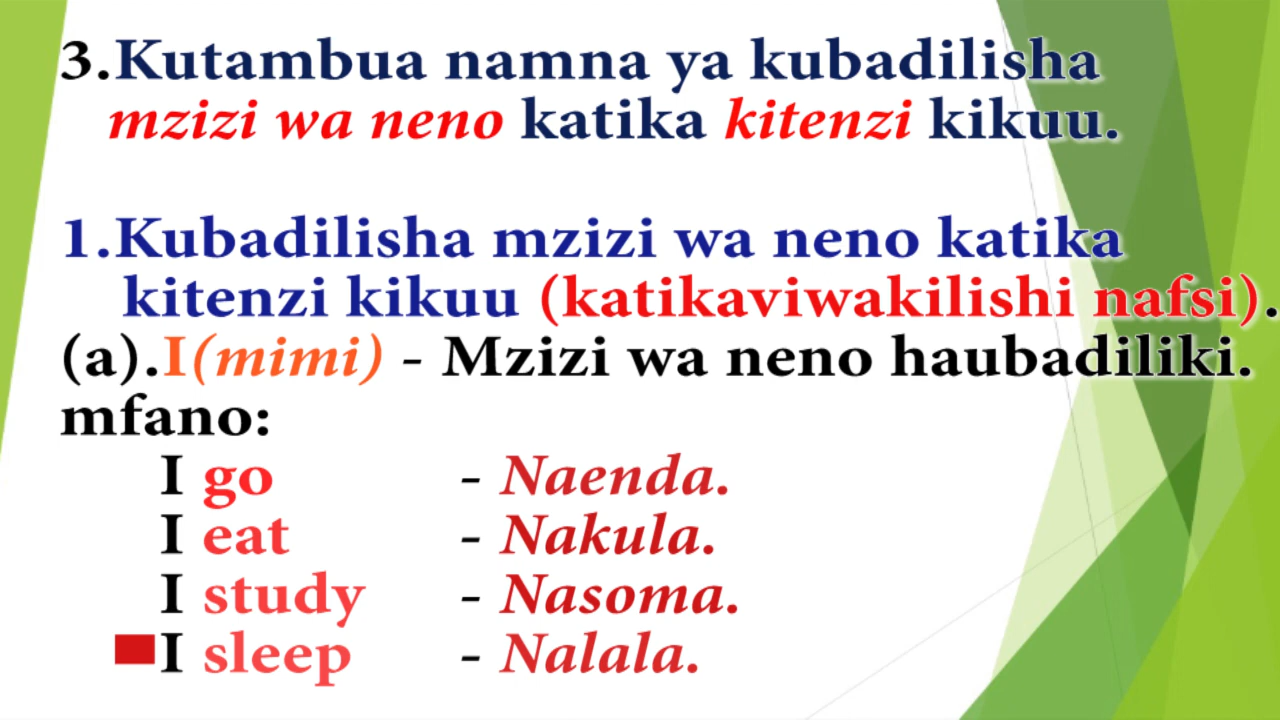 3.Kutambua namna ya kubadilisha
mzizi wa neno katika kitenzi kikuu.
1.Kubadilisha mzizi wa neno katika
kitenzi kikuu (katikaviwakilishi nafsi).
(a).I(mimi) - Mzizi wa neno haubadiliki.
mfano:
I go - Naenda.
I eat - Nakula.
I study - Nasoma.
I sleep - Nalala.